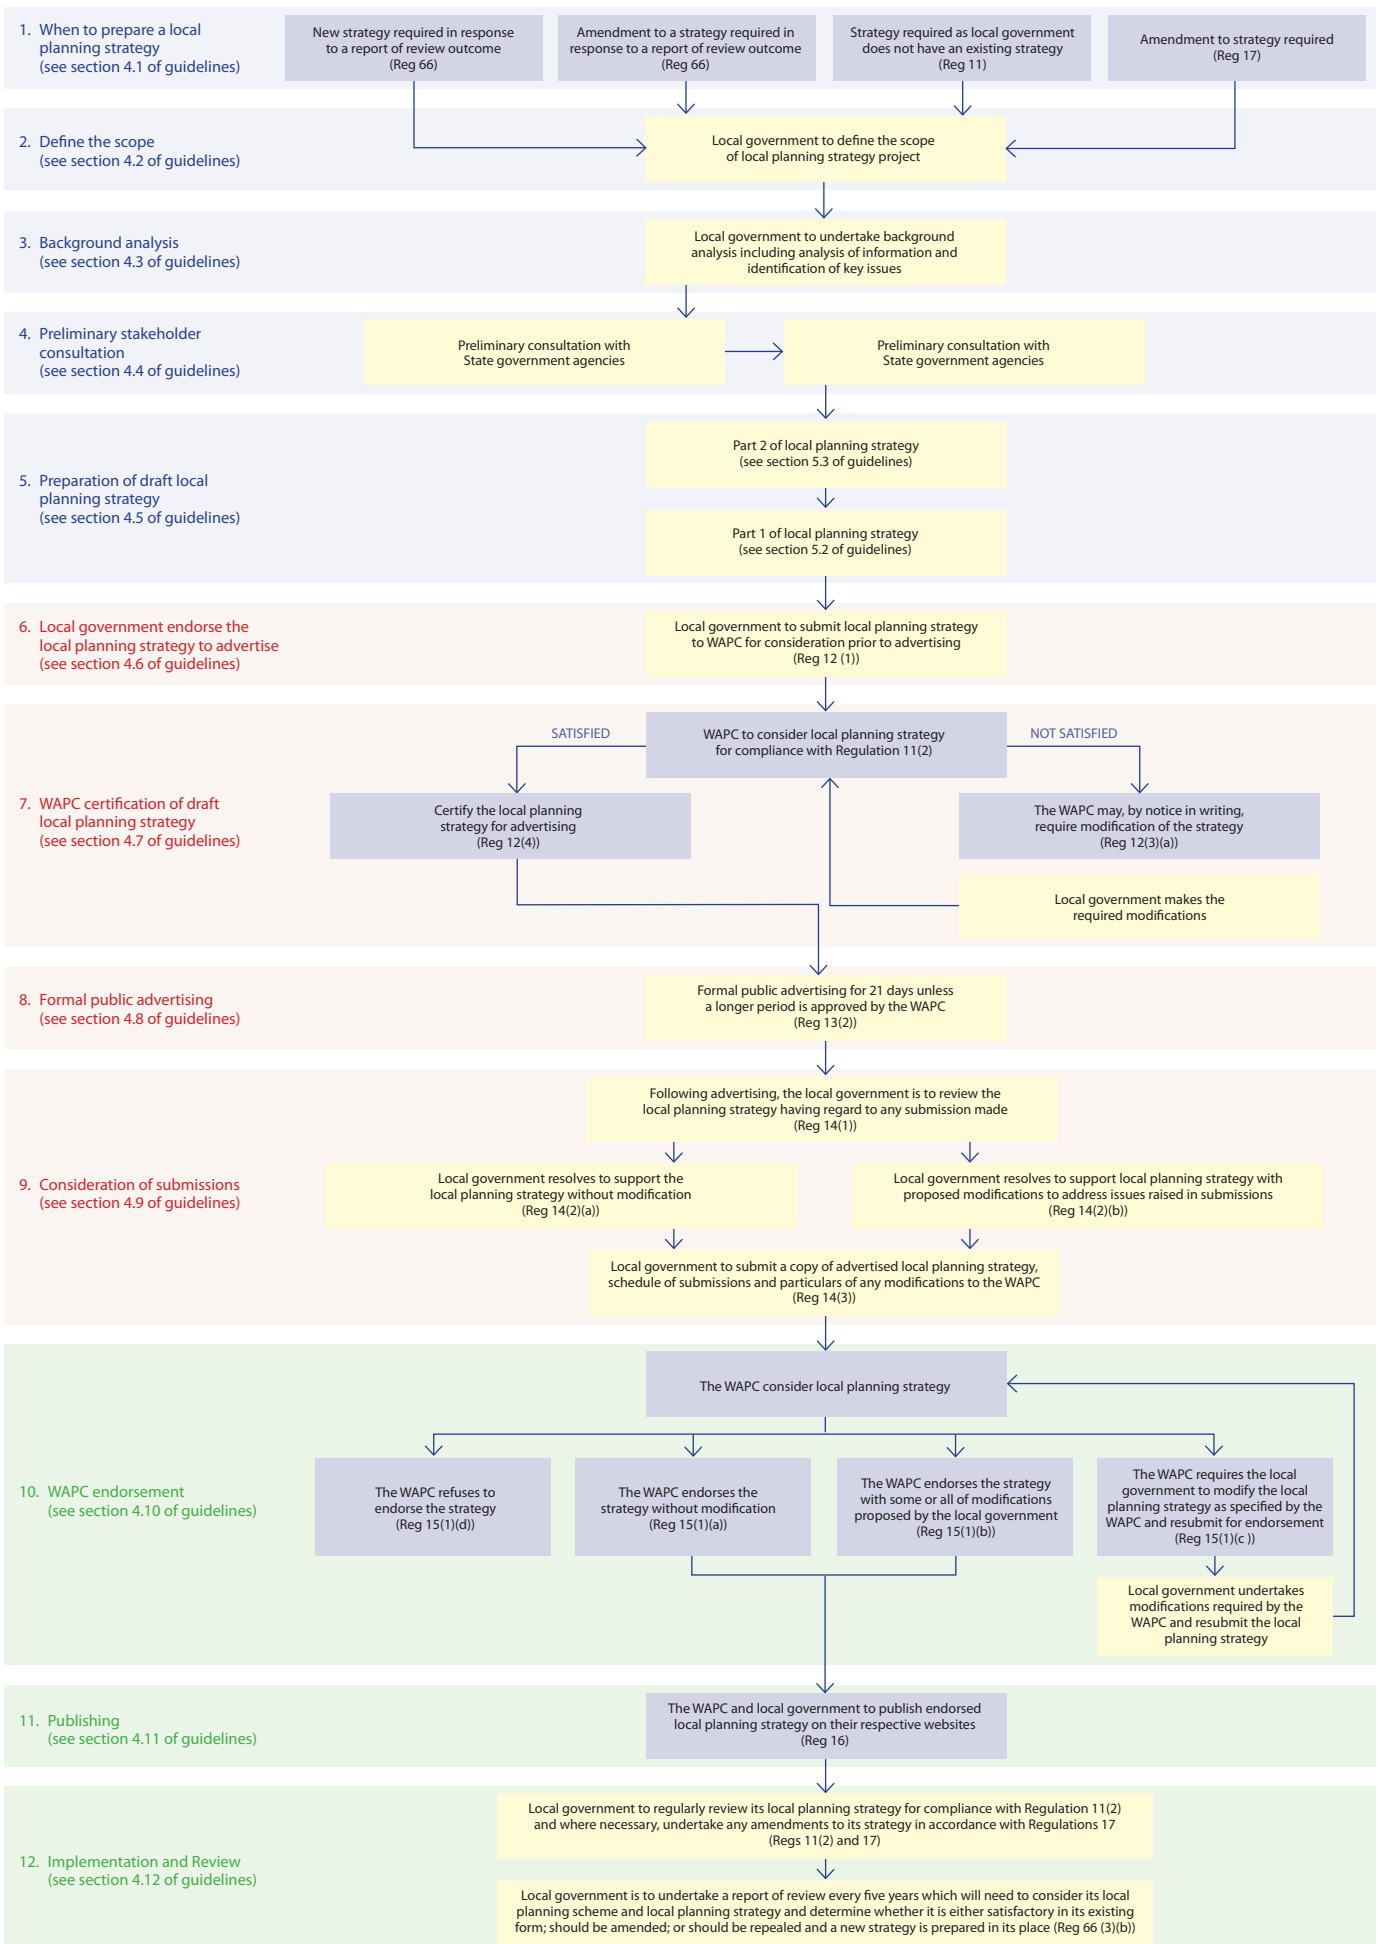 1. When to prepare a local
planning strategy
(see section 4.1 of guidelines)
New strategy required in response
to a report of review outcome
(Reg 66)
Amendment to a strategy required in
response to a report of review outcome
(Reg 66)
Strategy required as local government
does not have an existing strategy
(Reg 11)
Amendment to strategy required
(Reg 17)
2. Define the scope
(see section 4.2 of guidelines)
Local government to define the scope
of local planning strategy project
3. Background analysis
(see section 4.3 of guidelines)
Local government to undertake background
analysis including analysis of information and
identification of key issues
4. Preliminary stakeholder
consultation
(see section 4.4 of guidelines)
Preliminary consultation with
State government agencies
Preliminary consultation with
State government agencies
5. Preparation of draft local
planning strategy
(see section 4.5 of guidelines)
Part 2 of local planning strategy
(see section 5.3 of guidelines)
Part 1 of local planning strategy
(see section 5.2 of guidelines)
6. Local government endorse the
local planning strategy to advertise
(see section 4.6 of guidelines)
Local government to submit local planning strategy
to WAPC for consideration prior to advertising
(Reg 12 (1))
7. WAPC certification of draft
local planning strategy
(see section 4.7 of guidelines)
SATISFIED
WAPC to consider local planning strategy
for compliance with Regulation 11(2)
NOT SATISFIED
Certify the local planning
strategy for advertising
(Reg 12(4))
The WAPC may, by notice in writing,
require modification of the strategy
(Reg 12(3)(a))
Local government makes the
required modifications
8. Formal public advertising
(see section 4.8 of guidelines)
Formal public advertising for 21 days unless
a longer period is approved by the WAPC
(Reg 13(2))
9. Consideration of submissions
(see section 4.9 of guidelines)
Following advertising, the local government is to review the
local planning strategy having regard to any submission made
(Reg 14(1))
Local government resolves to support the
local planning strategy without modification
(Reg 14(2)(a))
Local government resolves to support local planning strategy with
proposed modifications to address issues raised in submissions
(Reg 14(2)(b))
Local government to submit a copy of advertised local planning strategy,
schedule of submissions and particulars of any modifications to the WAPC
(Reg 14(3))
10. WAPC endorsement
(see section 4.10 of guidelines)
The WAPC consider local planning strategy
The WAPC refuses to
endorse the strategy
(Reg 15(1)(d))
The WAPC endorses the
strategy without modification
(Reg 15(1)(a))
The WAPC endorses the strategy
with some or all of modifications
proposed by the local government
(Reg 15(1)(b))
The WAPC requires the local
government to modify the local
planning strategy as specified by the
WAPC and resubmit for endorsement
(Reg 15(1)(c ))
Local government undertakes
modifications required by the
WAPC and resubmit the local
planning strategy
11. Publishing
(see section 4.11 of guidelines)
The WAPC and local government to publish endorsed
local planning strategy on their respective websites
(Reg 16)
12. Implementation and Review
(see section 4.12 of guidelines)
Local government to regularly review its local planning strategy for compliance with Regulation 11(2)
and where necessary, undertake any amendments to its strategy in accordance with Regulations 17
(Regs 11(2) and 17)
Local government is to undertake a report of review every five years which will need to consider its local
planning scheme and local planning strategy and determine whether it is either satisfactory in its existing
form; should be amended; or should be repealed and a new strategy is prepared in its place (Reg 66 (3)(b))